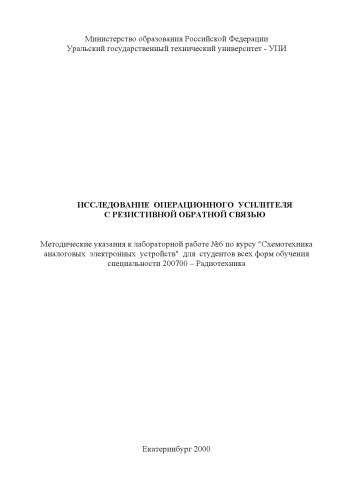 Министерство образования Российской Федерации
Уральский государственный технический университет - УПИ
ИССЛЕДОВАНИЕ ОПЕРАЦИОННОГО УСИЛИТЕЛЯ
С РЕЗИСТИВНОЙ ОБРАТНОЙ СВЯЗЬЮ
Методические указания к лабораторной работе №6 по курсу "Схемотехника
аналоговых электронных устройств" для студентов всех форм обучения
специальности 200700 – Радиотехника
Екатеринбург 2000